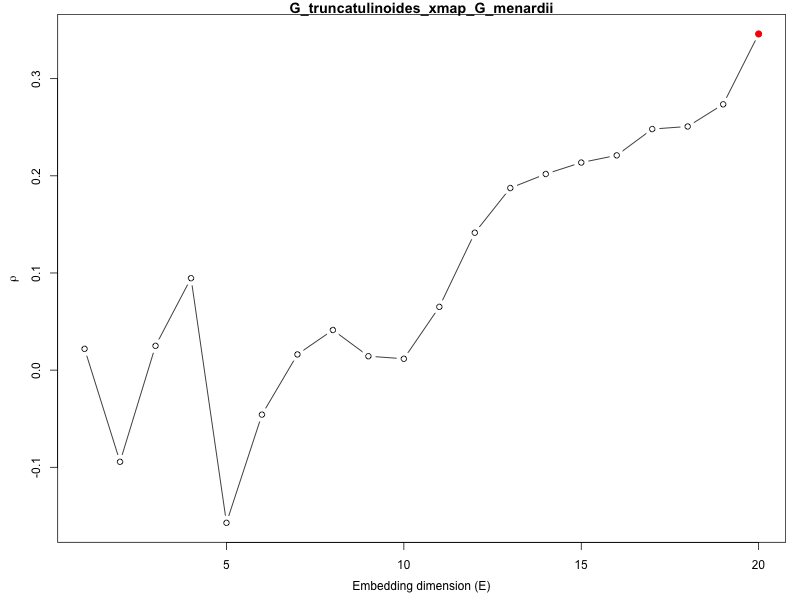 G_truncatulinoides_xmap_G_menardii
0.3
0.2
0.1
0.0
-0.1
ρ
5 10 15 20
Embedding dimension (E)